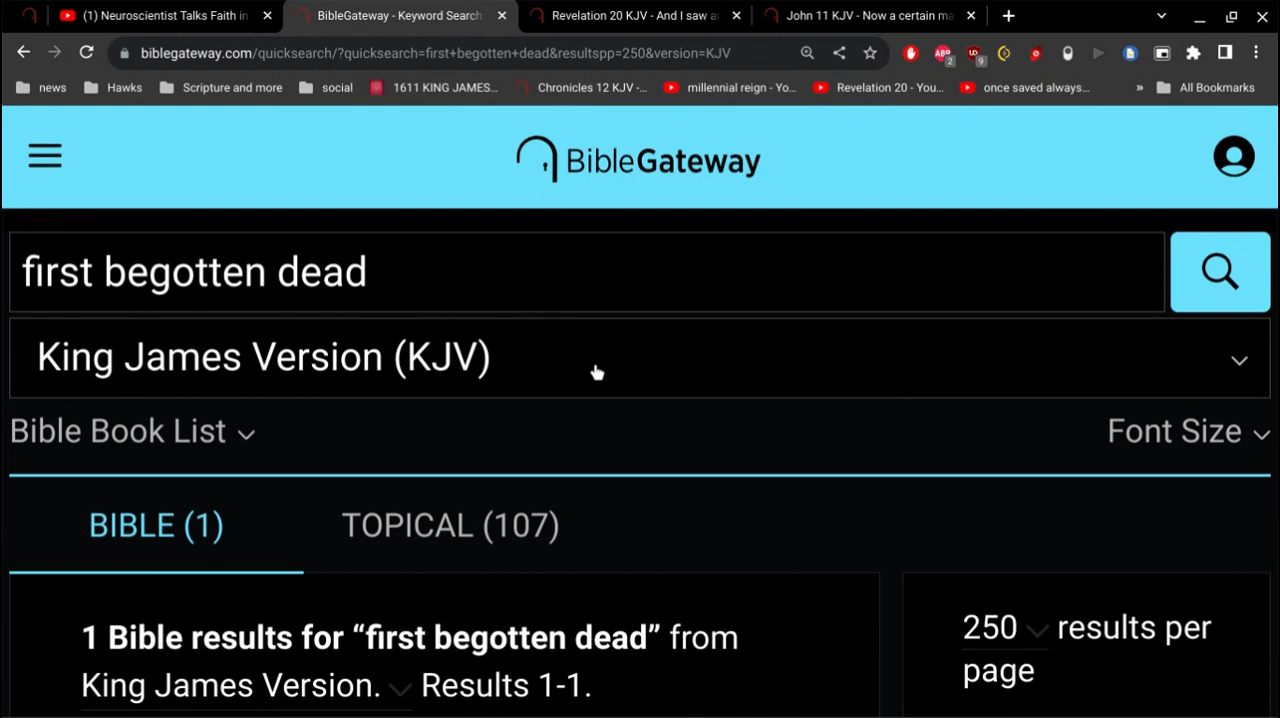 (1) Neuroscientist Talks Faith in
BibleGateway - Keyword Search:
Revelation 20 KJV - And I saw a
John 11 KJV - Now a certain ma
biblegateway.com/quicksearch/?quicksearch=first+begotten+dead&resultspp=250&version=KJV
2
9
news
Hawks
Scripture and more
social
1611 KING JAMES...
Chronicles 12 KJV -...
millennial reign - Yo...
Revelation 20 - You...
once saved always...
»
All Bookmarks
BibleGateway
first begotten dead
King James Version (KJV)
Bible Book List
Font Size
BIBLE (1)
TOPICAL (107)
1 Bible results for “first begotten dead” from
King James Version. Results 1-1.
250 results per
page